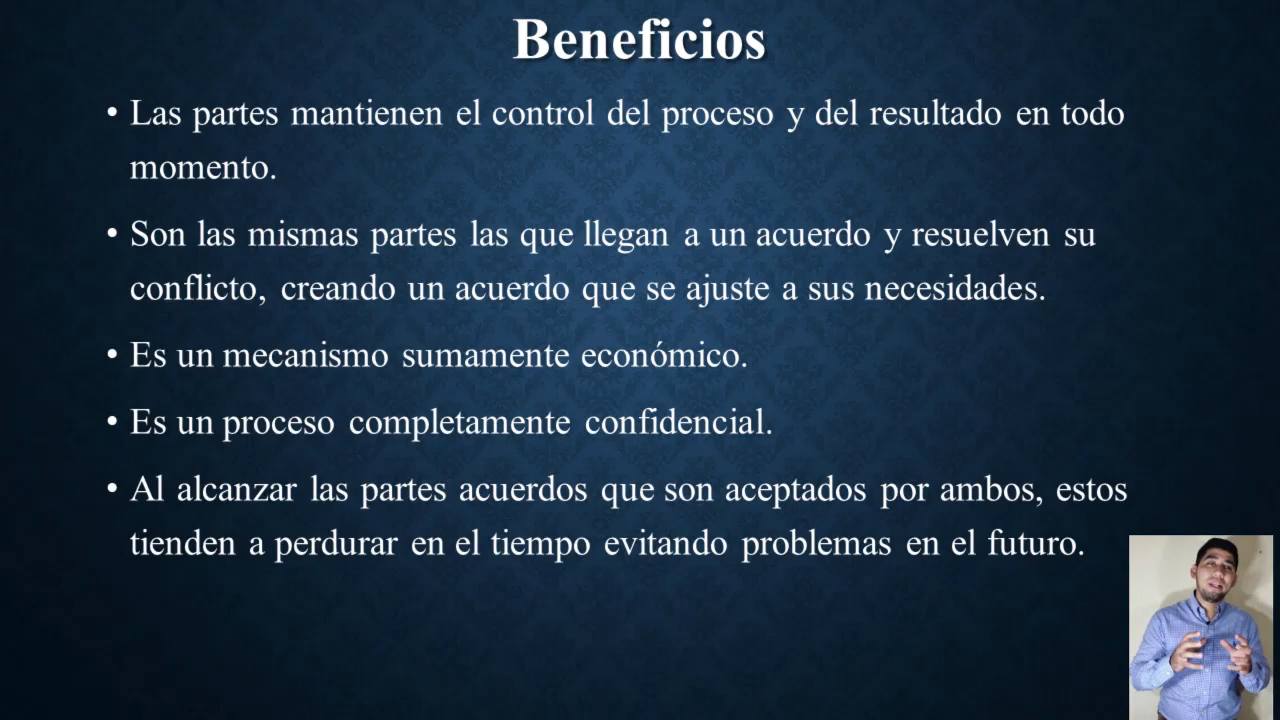 Beneficios
• Las partes mantienen el control del proceso y del resultado en todo
momento.
• Son las mismas partes las que llegan a un acuerdo y resuelven su
conflicto, creando un acuerdo que se ajuste a sus necesidades.
• Es un mecanismo sumamente económico.
• Es un proceso completamente confidencial.
• Al alcanzar las partes acuerdos que son aceptados por ambos, estos
tienden a perdurar en el tiempo evitando problemas en el futuro.